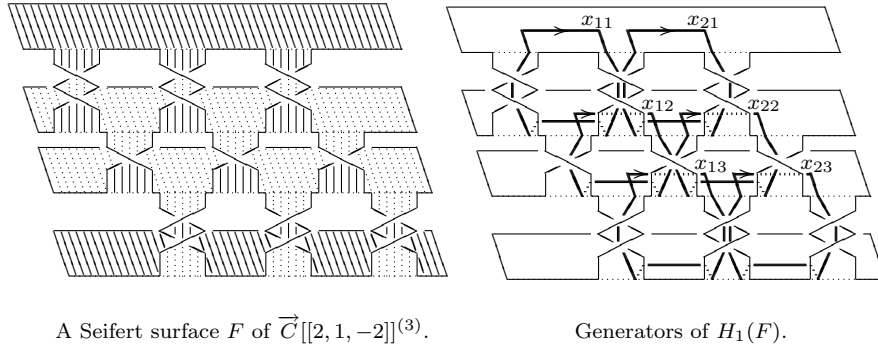 x₁₁ x₂₁
x₁₂ x₂₂
x₁₃ x₂₃
A Seifert surface F of C⃗[[2, 1, −2]]⁽³⁾. Generators of H₁(F).